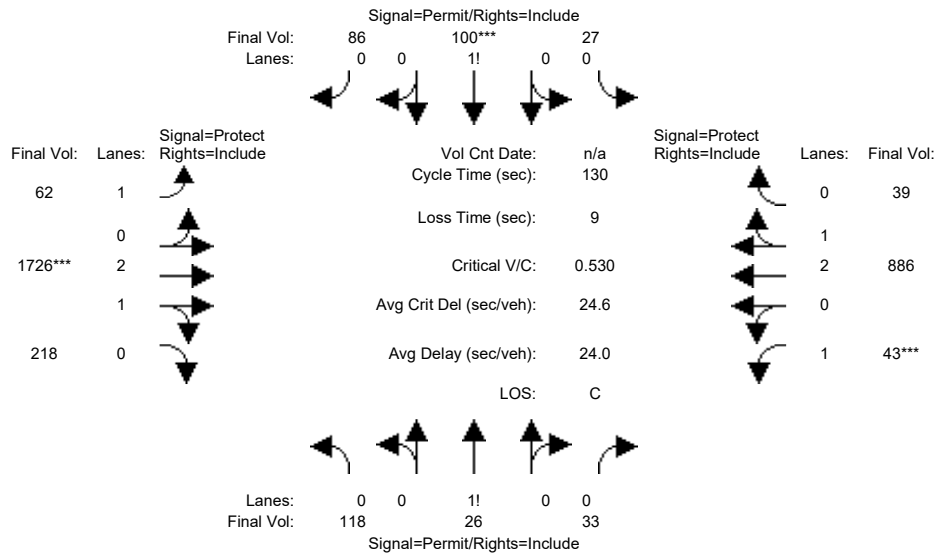 Signal=Permit/Rights=Include
Final Vol: 86 100*** 27
Lanes: 0 0 1! 0 0
Signal=Protect Signal=Protect
Final Vol: Lanes: Rights=Include Vol Cnt Date: n/a Rights=Include Lanes: Final Vol:
Cycle Time (sec): 130
62 1 0 39
Loss Time (sec): 9
0 1
1726*** 2 Critical V/C: 0.530 2 886
1 Avg Crit Del (sec/veh): 24.6 0
218 0 Avg Delay (sec/veh): 24.0 1 43***
LOS: C
Lanes: 0 0 1! 0 0
Final Vol: 118 26 33
Signal=Permit/Rights=Include